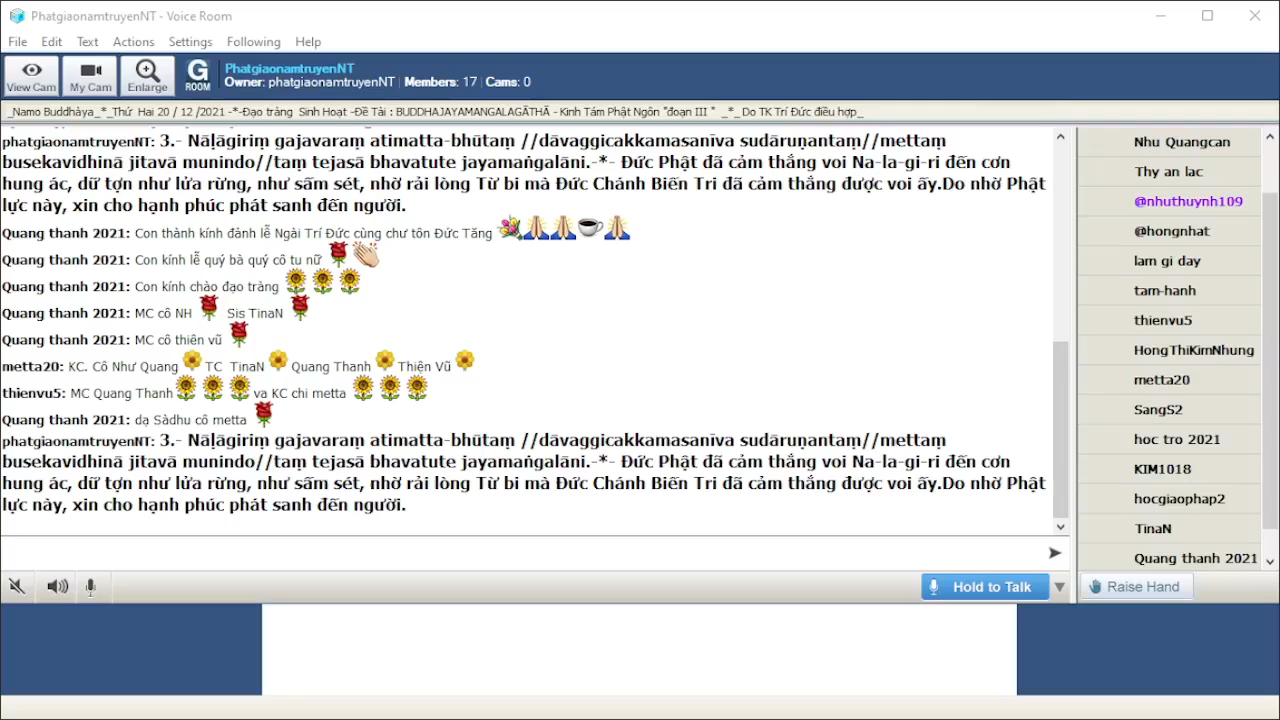 PhatgiaonamtruyenNT - Voice Room
File Edit Text Actions Settings Following Help
View Cam My Cam Enlarge G ROOM
PhatgiaonamtruyenNT
Owner: phatgiaonamtruyenNT Members: 17 Cams: 0
_Namo Buddhàya_*_Thứ Hai 20 / 12 /2021 -*-Đạo tràng Sinh Hoạt -Đề Tài : BUDDHAJAYAMANGALAGĀTHĀ - Kinh Tám Phật Ngôn "đoạn III " _*_ Do TK Trí Đức điều hợp_
phatgiaonamtruyenNT: 3.- Nāḷāgiriṃ gajavaraṃ atimatta-bhūtaṃ //dāvaggicakkamasanīva sudāruṇantaṃ//mettaṃ
busekavidhinā jitavā munindo//taṃ tejasā bhavatute jayamaṅgalāni.-*- Đức Phật đã cảm thắng voi Na-la-gi-ri đến cơn
hung ác, dữ tợn như lửa rừng, như sấm sét, nhờ rải lòng Từ bi mà Đức Chánh Biến Tri đã cảm thắng được voi ấy.Do nhờ Phật
lực này, xin cho hạnh phúc phát sanh đến người.
Quang thanh 2021: Con thành kính đảnh lễ Ngài Trí Đức cùng chư tôn Đức Tăng
Quang thanh 2021: Con kính lễ quý bà quý cô tu nữ
Quang thanh 2021: Con kính chào đạo tràng
Quang thanh 2021: MC cô NH Sis TinaN
Quang thanh 2021: MC cô thiên vũ
metta20: KC. Cô Như Quang TC TinaN Quang Thanh Thiện Vũ
thienvu5: MC Quang Thanh va KC chi metta
Quang thanh 2021: dạ Sàdhu cô metta
phatgiaonamtruyenNT: 3.- Nāḷāgiriṃ gajavaraṃ atimatta-bhūtaṃ //dāvaggicakkamasanīva sudāruṇantaṃ//mettaṃ
busekavidhinā jitavā munindo//taṃ tejasā bhavatute jayamaṅgalāni.-*- Đức Phật đã cảm thắng voi Na-la-gi-ri đến cơn
hung ác, dữ tợn như lửa rừng, như sấm sét, nhờ rải lòng Từ bi mà Đức Chánh Biến Tri đã cảm thắng được voi ấy.Do nhờ Phật
lực này, xin cho hạnh phúc phát sanh đến người.
Nhu Quangcan
Thy an lac
@nhuthuynh109
@hongnhat
lam gi day
tam-hanh
thienvu5
HongThiKimNhung
metta20
SangS2
hoc tro 2021
KIM1018
hocgiaophap2
TinaN
Quang thanh 2021
Hold to Talk
Raise Hand